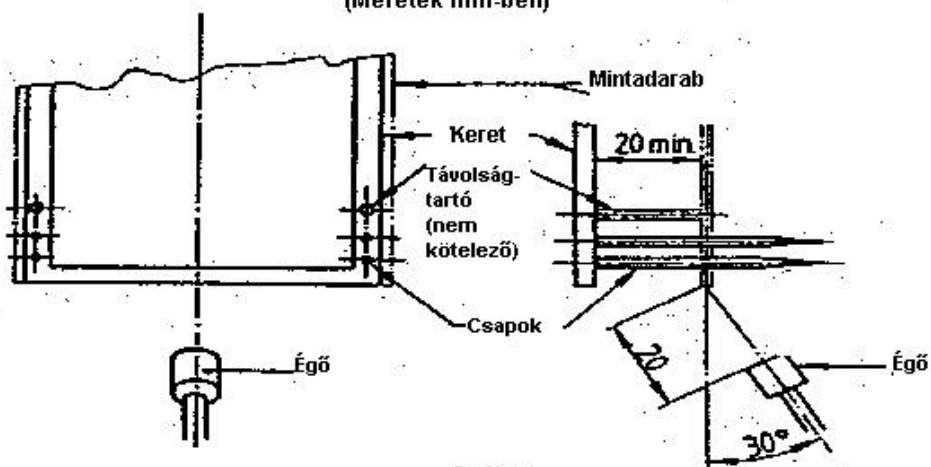 (Méretek mm-ben)
Mintadarab
Keret
20 min.
Távolság-
tartó
(nem
kötelező)
Csapok
Égő
20
Égő
30°